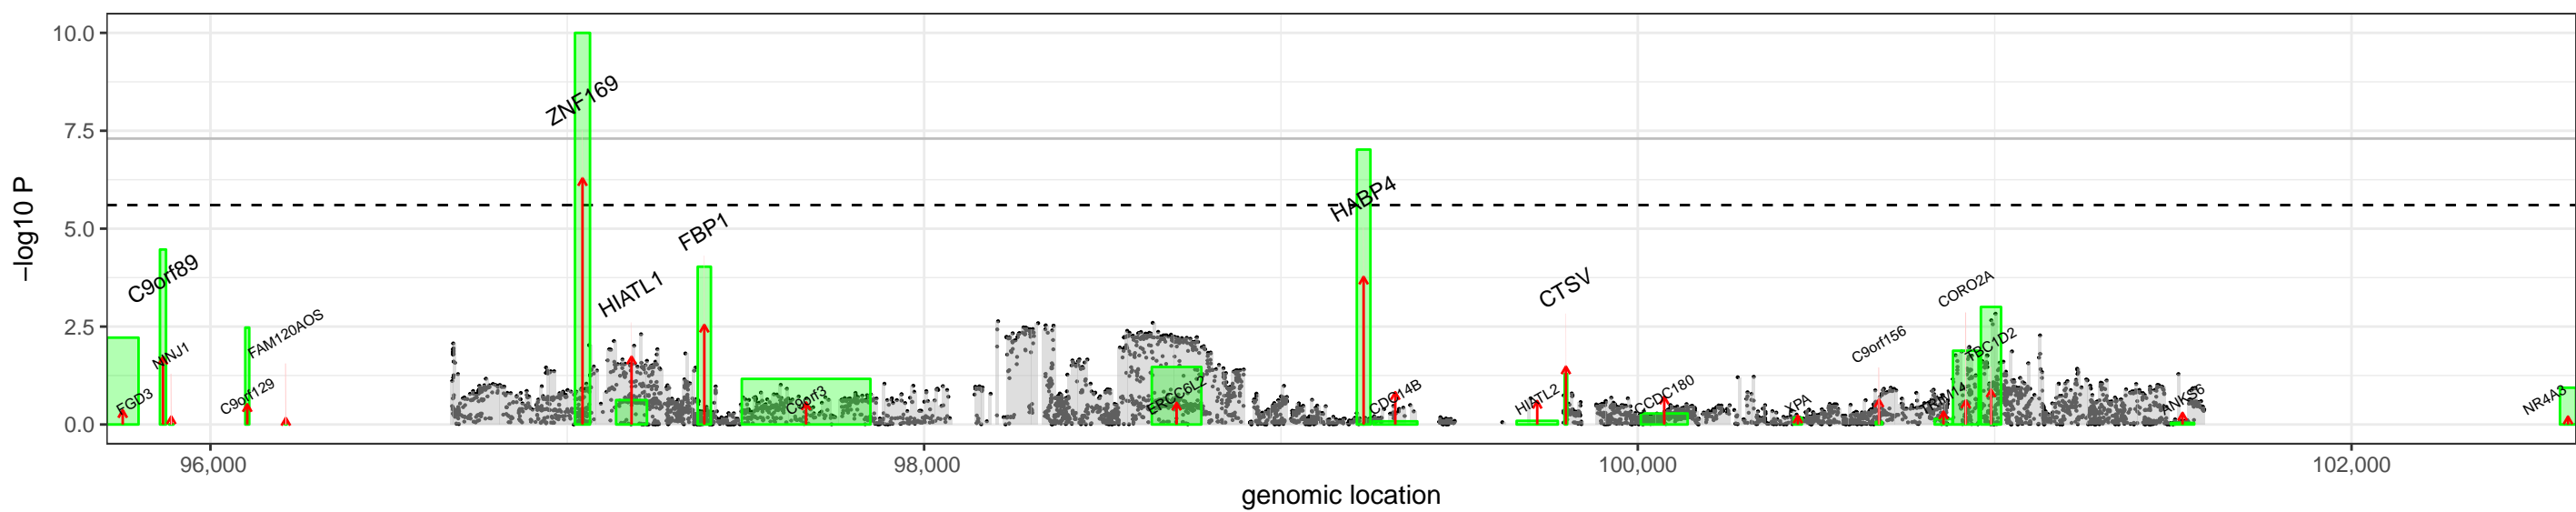 10.0
7.5
5.0
2.5
0.0
−log10 P
ZNF169
C9orf89
FBP1
HABP4
HIATL1
CTSV
CORO2A
FAM120AOS
NINJ1
C9orf156
TBC1D2
FGD3
C9orf129
C9orf3
ERCC6L2
CDC14B
HIATL2
CCDC180
XPA
TRIM14
ANKS6
NR4A3
96,000
98,000
100,000
102,000
genomic location